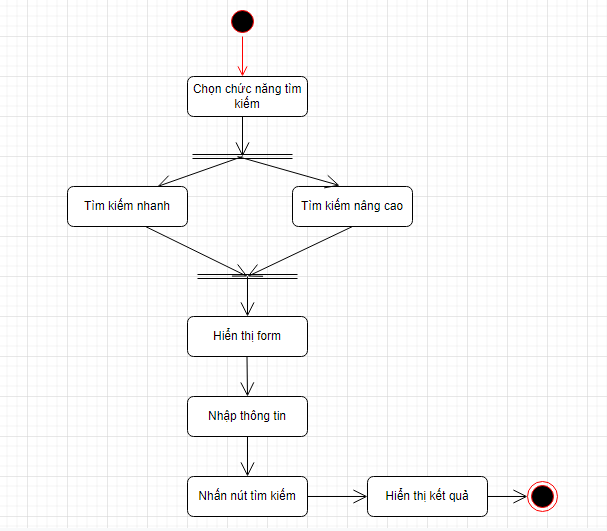 Chọn chức năng tìm
kiếm
Tìm kiếm nhanh
Tìm kiếm nâng cao
Hiển thị form
Nhập thông tin
Nhấn nút tìm kiếm
Hiển thị kết quả